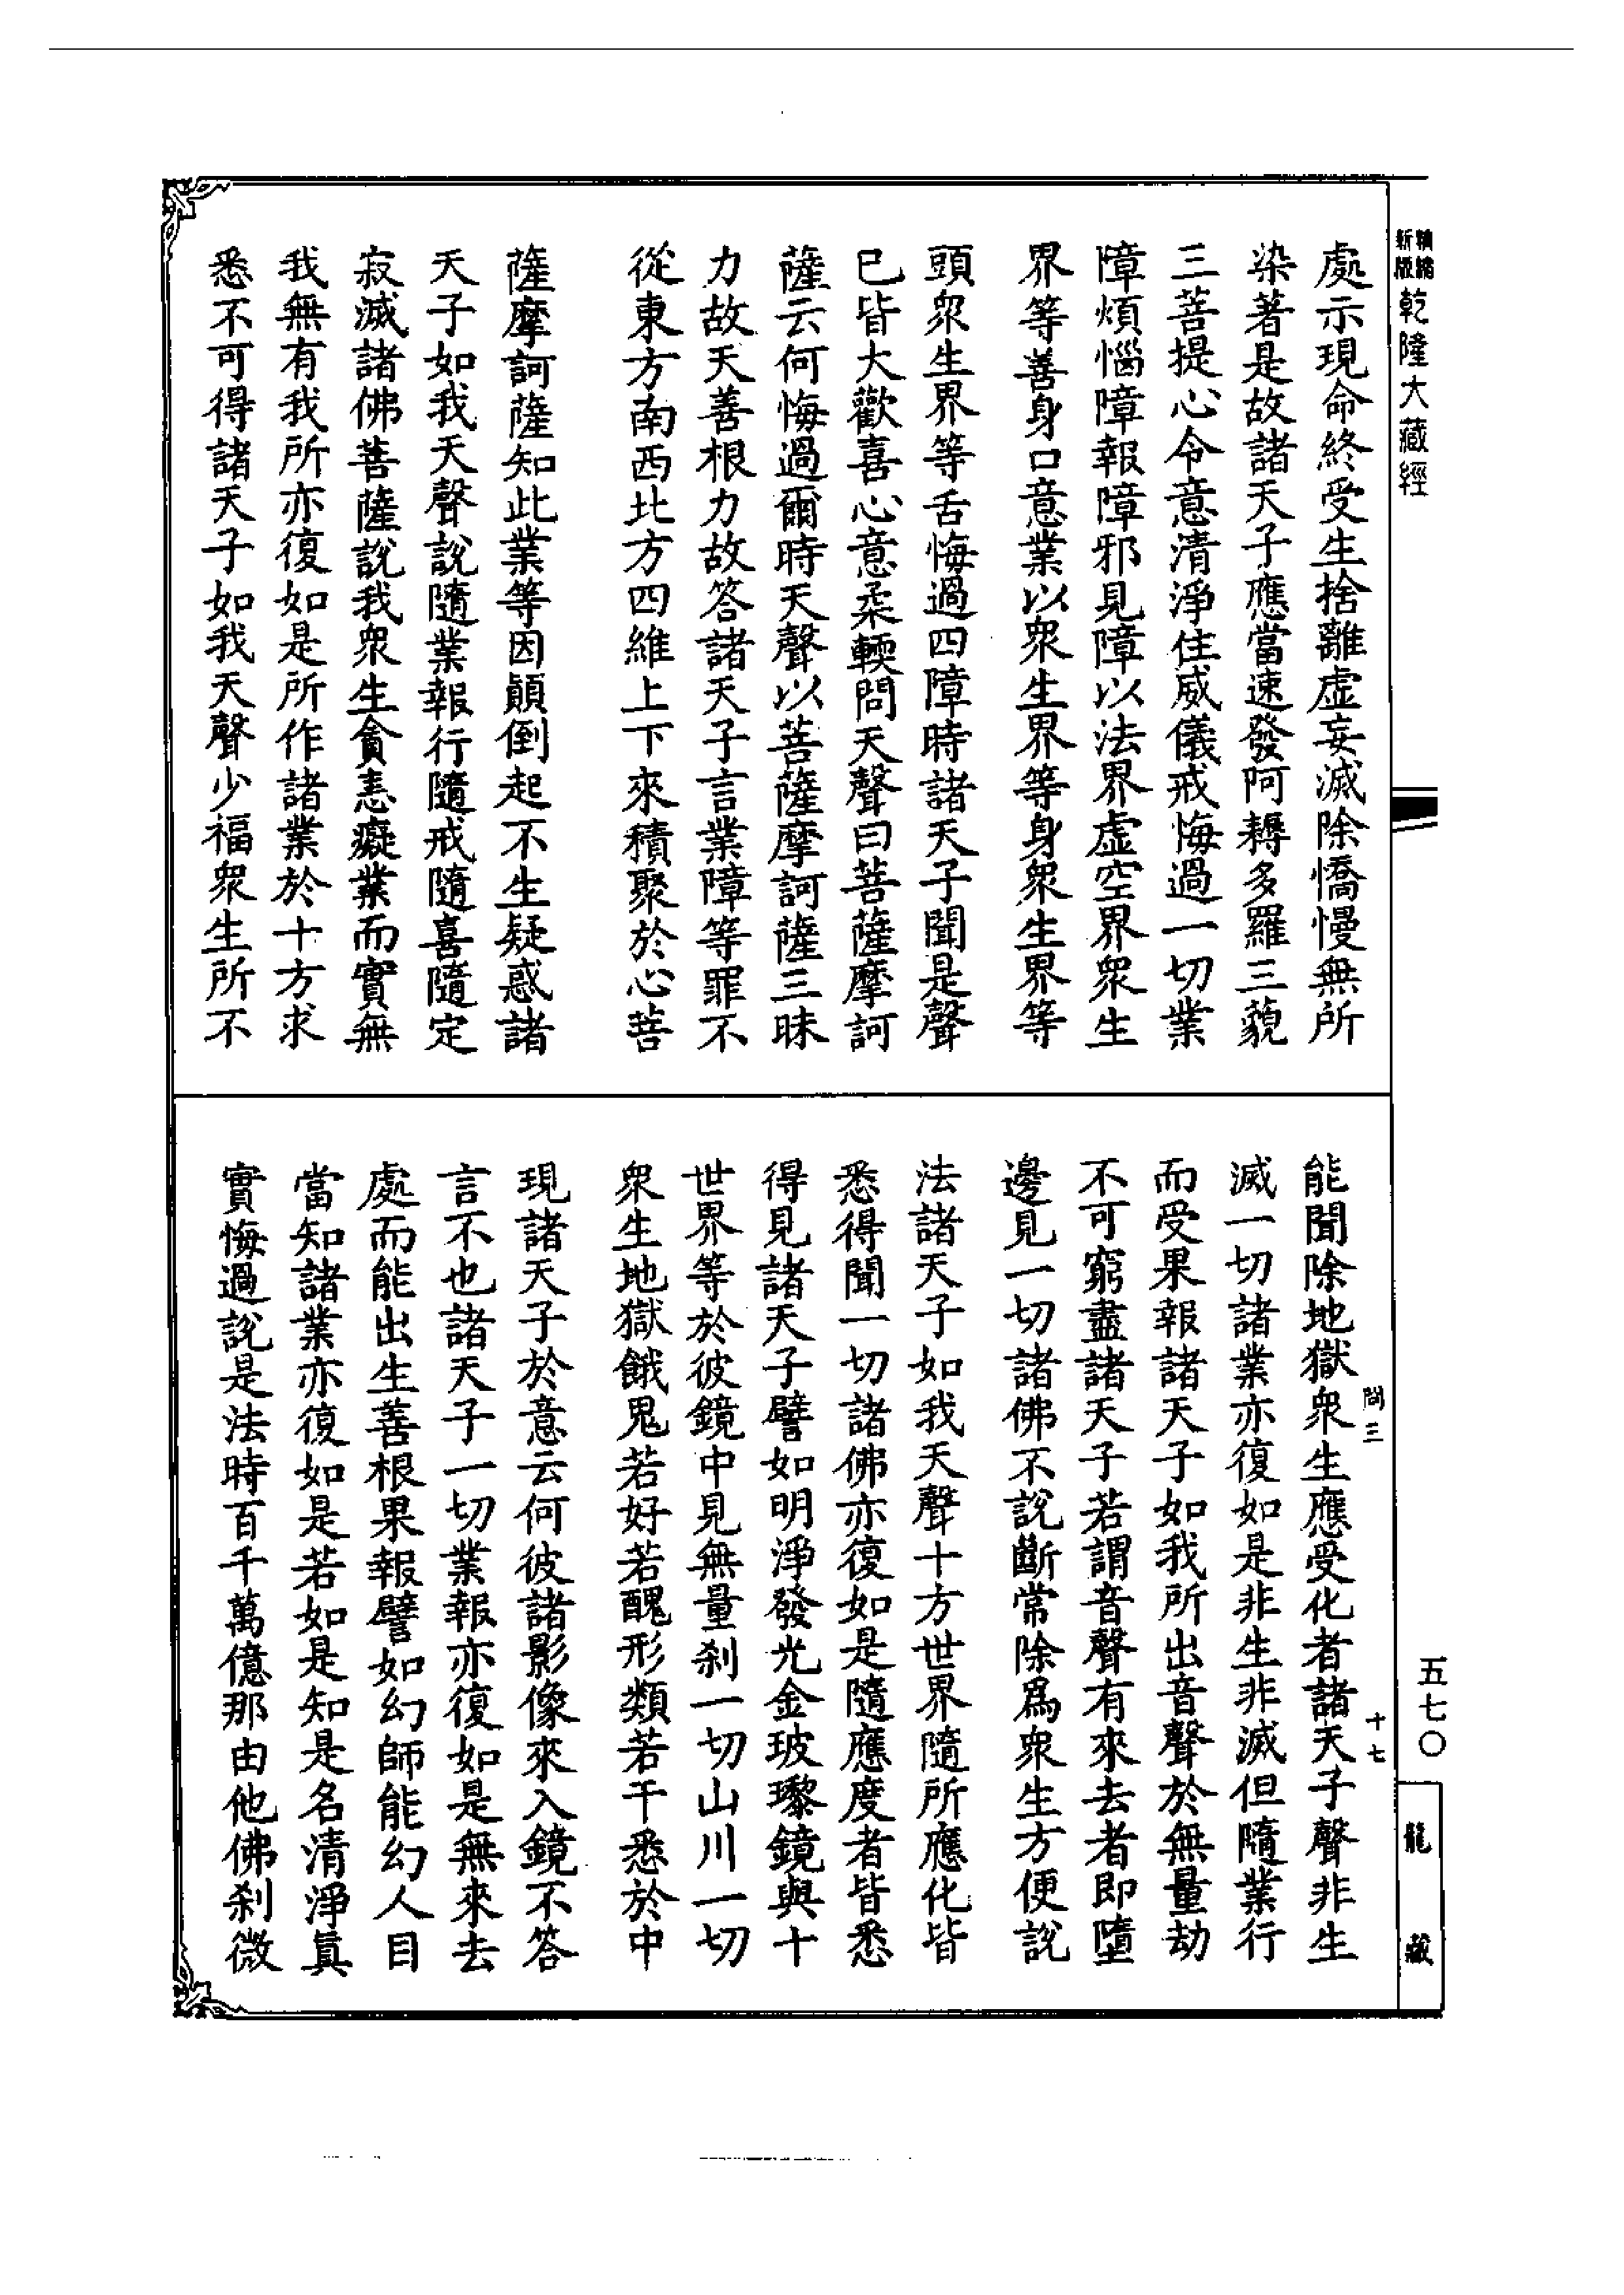 精縮
新版
乾隆大藏經
處示現命終受生捨離虛妄滅除憍慢無所
染著是故諸天子應當速發阿耨多羅三藐
三菩提心令意清淨住威儀戒悔過一切業
障煩惱障報障邪見障以法界虛空界衆生
界等善身口意業以衆生界等身衆生界等
頭衆生界等舌悔過四障時諸天子聞是聲
已皆大歡喜心意柔輭問天聲曰菩薩摩訶
薩云何悔過爾時天聲以菩薩摩訶薩三昧
力故天善根力故答諸天子言業障等罪不
從東方南西北方四維上下來積聚於心菩
薩摩訶薩知此業等因顚倒起不生疑惑諸
天子如我天聲說隨業報行隨戒隨喜隨定
寂滅諸佛菩薩說我衆生貪恚癡業而實無
我無有我所亦復如是所作諸業於十方求
悉不可得諸天子如我天聲少福衆生所不
問三
十七
五七〇
龍藏
能聞除地獄衆生應受化者諸天子聲非生
滅一切諸業亦復如是非生非滅但隨業行
而受果報諸天子如我所出音聲於無量劫
不可窮盡諸天子若謂音聲有來去者即墮
邊見一切諸佛不說斷常除爲衆生方便說
法諸天子如我天聲十方世界隨所應化皆
悉得聞一切諸佛亦復如是隨應度者皆悉
得見諸天子譬如明淨發光金玻瓈鏡與十
世界等於彼鏡中見無量刹一切山川一切
衆生地獄餓鬼若好若醜形類若干悉於中
現諸天子於意云何彼諸影像來入鏡不答
言不也諸天子一切業報亦復如是無來去
處而能出生善根果報譬如幻師能幻人目
當知諸業亦復如是若如是知是名清淨眞
實悔過說是法時百千萬億那由他佛刹微